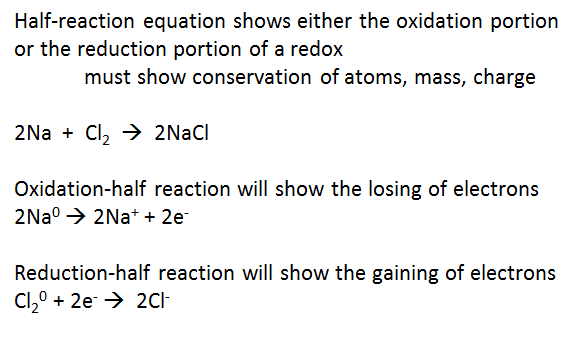 Half-reaction equation shows either the oxidation portion
or the reduction portion of a redox
must show conservation of atoms, mass, charge
2Na + Cl₂ → 2NaCl
Oxidation-half reaction will show the losing of electrons
2Na⁰ → 2Na⁺ + 2e⁻
Reduction-half reaction will show the gaining of electrons
Cl₂⁰ + 2e⁻ → 2Cl⁻